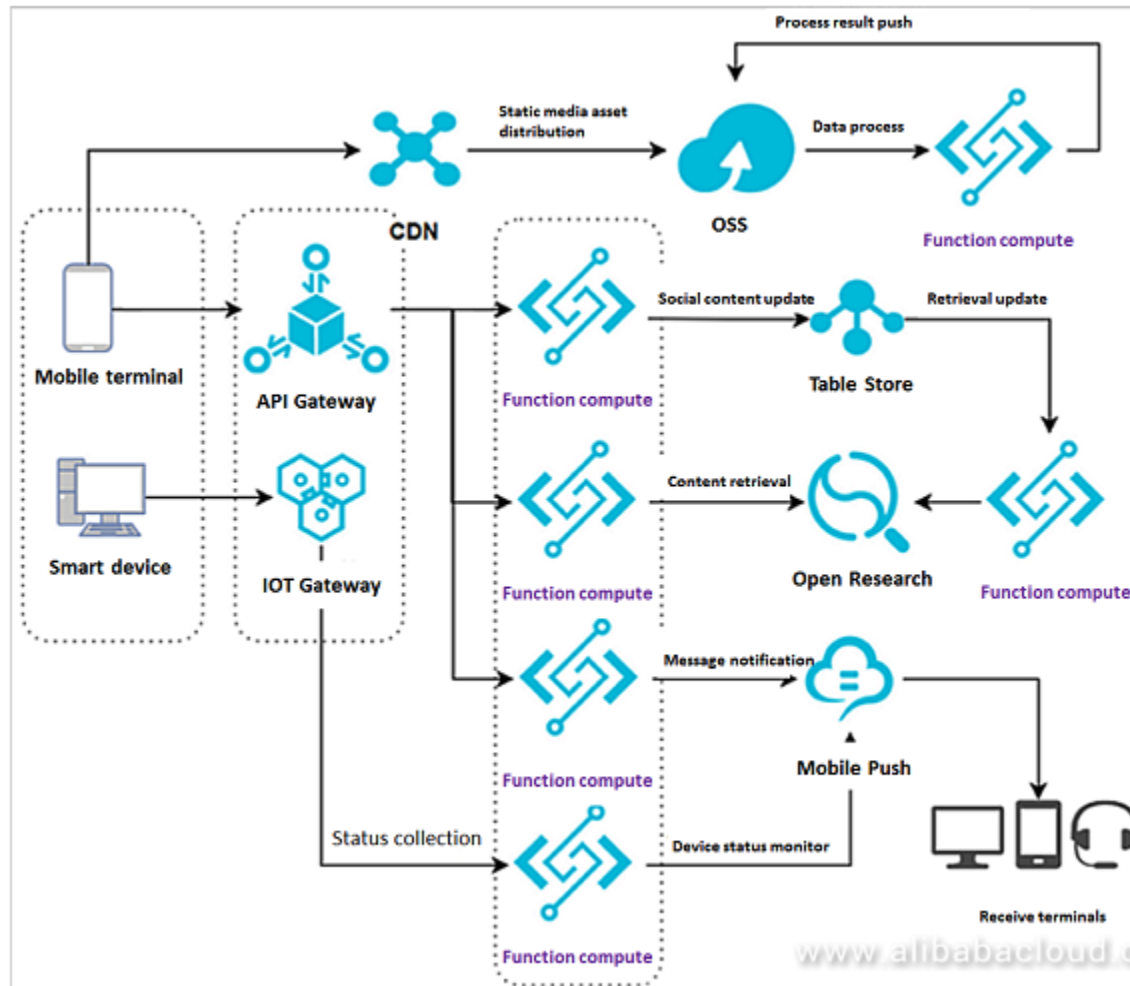 Process result push
Static media asset
distribution
Data process
CDN
OSS
Function compute
Social content update
Retrieval update
Mobile terminal
API Gateway
Function compute
Table Store
Content retrieval
Smart device
IOT Gateway
Function compute
Open Research
Function compute
Message notification
Function compute
Mobile Push
Status collection
Device status monitor
Receive terminals
Function compute
www.alibabacloud.c